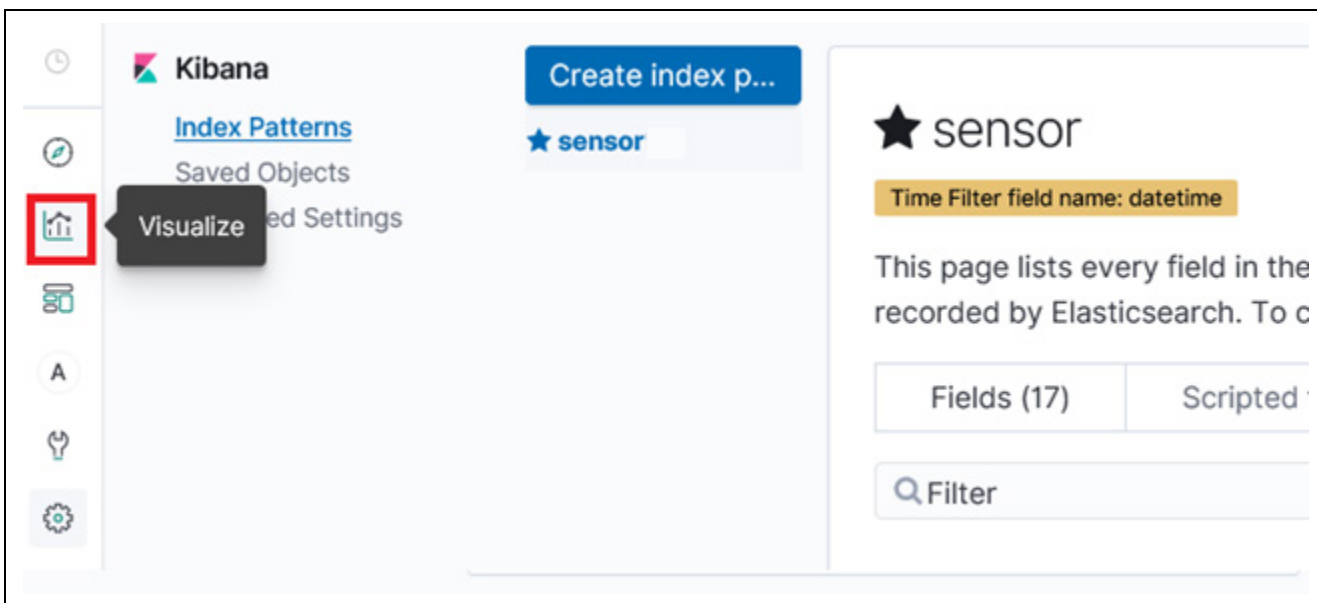 Kibana
Index Patterns
Saved Objects
ed Settings
Visualize
Create index p...
sensor
sensor
Time Filter field name: datetime
This page lists every field in the
recorded by Elasticsearch. To c
Fields (17)
Scripted
Filter
A